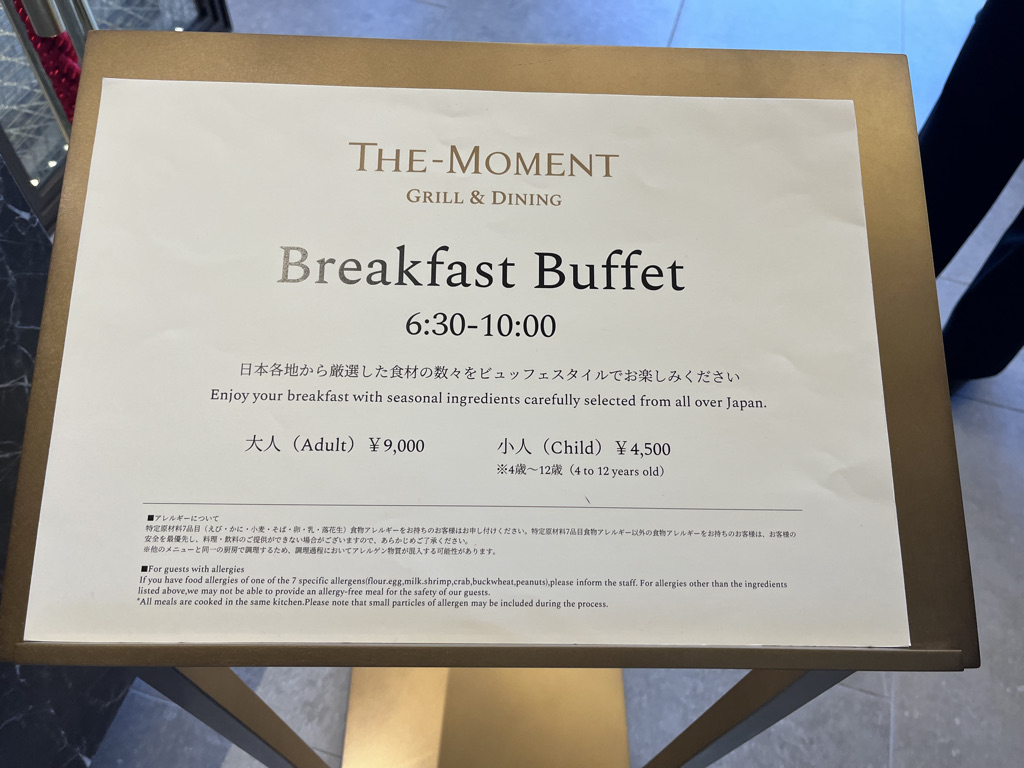 THE-MOMENT
GRILL & DINING
Breakfast Buffet
6:30-10:00
日本各地から厳選した食材の数々をビュッフェスタイルでお楽しみください
Enjoy your breakfast with seasonal ingredients carefully selected from all over Japan.
大人（Adult）￥9,000 小人（Child）￥4,500
※4歳～12歳（4 to 12 years old）
■アレルギーについて
特定原材料7品目（えび・かに・小麦・そば・卵・乳・落花生）食物アレルギーをお持ちのお客様はお申し付けください。特定原材料7品目食物アレルギー以外の食物アレルギーをお持ちのお客様は、お客様の
安全を最優先し、料理・飲料のご提供ができない場合がございますので、あらかじめご了承ください。
※他のメニューと同一の厨房で調理するため、調理過程においてアレルゲン物質が混入する可能性があります。
■For guests with allergies
If you have food allergies of one of the 7 specific allergens(flour,egg,milk,shrimp,crab,buckwheat,peanuts),please inform the staff. For allergies other than the ingredients
listed above,we may not be able to provide an allergy-free meal for the safety of our guests.
*All meals are cooked in the same kitchen.Please note that small particles of allergen may be included during the process.